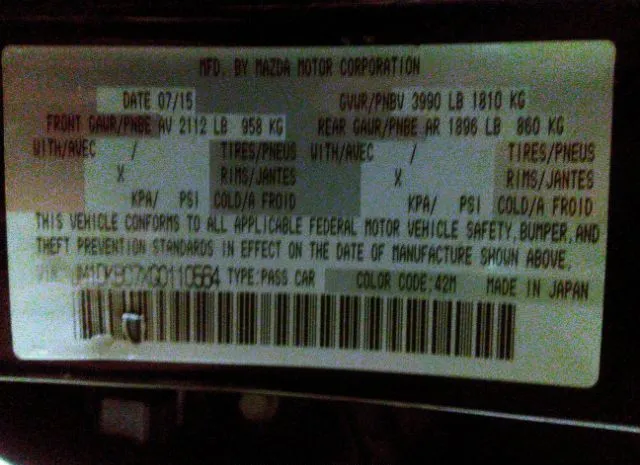 MFD. BY MAZDA MOTOR CORPORATION
DATE 07/15 GVWR/PNBV 3990 LB 1810 KG
FRONT GAWR/PNBE AV 2112 LB 958 KG REAR GAWR/PNBE AR 1896 LB 860 KG
WITH/AVEC / TIRES/PNEUS WITH/AVEC / TIRES/PNEUS
X RIMS/JANTES X RIMS/JANTES
KPA/ PSI COLD/A FROID KPA/ PSI COLD/A FROID
THIS VEHICLE CONFORMS TO ALL APPLICABLE FEDERAL MOTOR VEHICLE SAFETY, BUMPER, AND
THEFT PREVENTION STANDARDS IN EFFECT ON THE DATE OF MANUFACTURE SHOWN ABOVE.
TYPE:PASS CAR COLOR CODE:42M MADE IN JAPAN